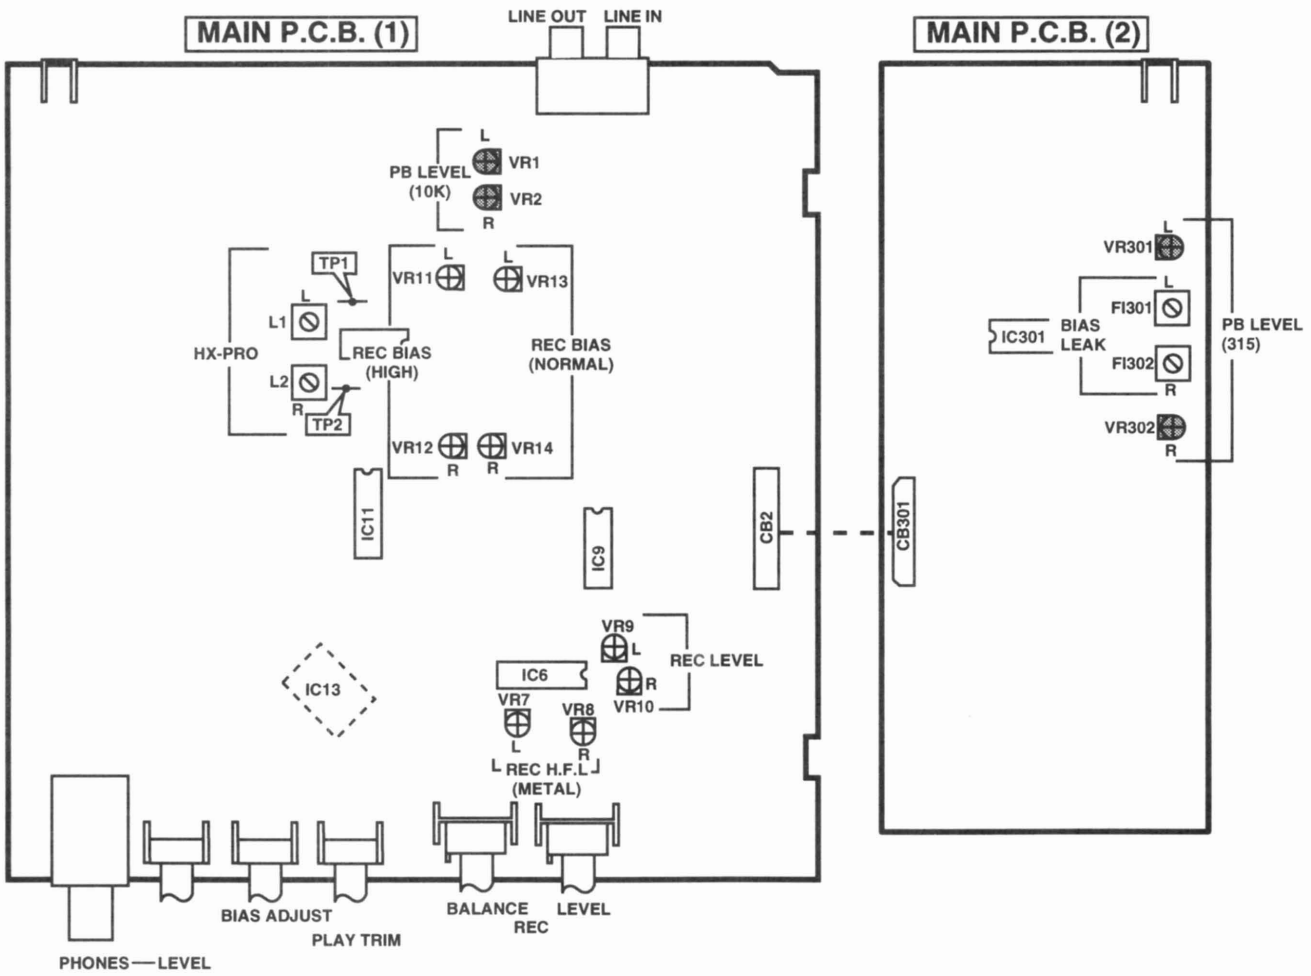 LINE OUT LINE IN
MAIN P.C.B. (1)
MAIN P.C.B. (2)
L
PB LEVEL
(10K)
VR1
VR2
R
TP1
L
L1
HX-PRO
L2
R
TP2
L
VR11
L
VR13
REC BIAS
(HIGH)
REC BIAS
(NORMAL)
VR12
R
VR14
R
IC11
IC9
CB2
CB301
L
VR301
L
FI301
IC301
BIAS
LEAK
PB LEVEL
(315)
FI302
R
VR302
R
VR9
L
REC LEVEL
IC6
R
VR10
VR7
L
VR8
R
REC H.F.L
(METAL)
IC13
BIAS ADJUST
PLAY TRIM
BALANCE
LEVEL
REC
PHONES—LEVEL